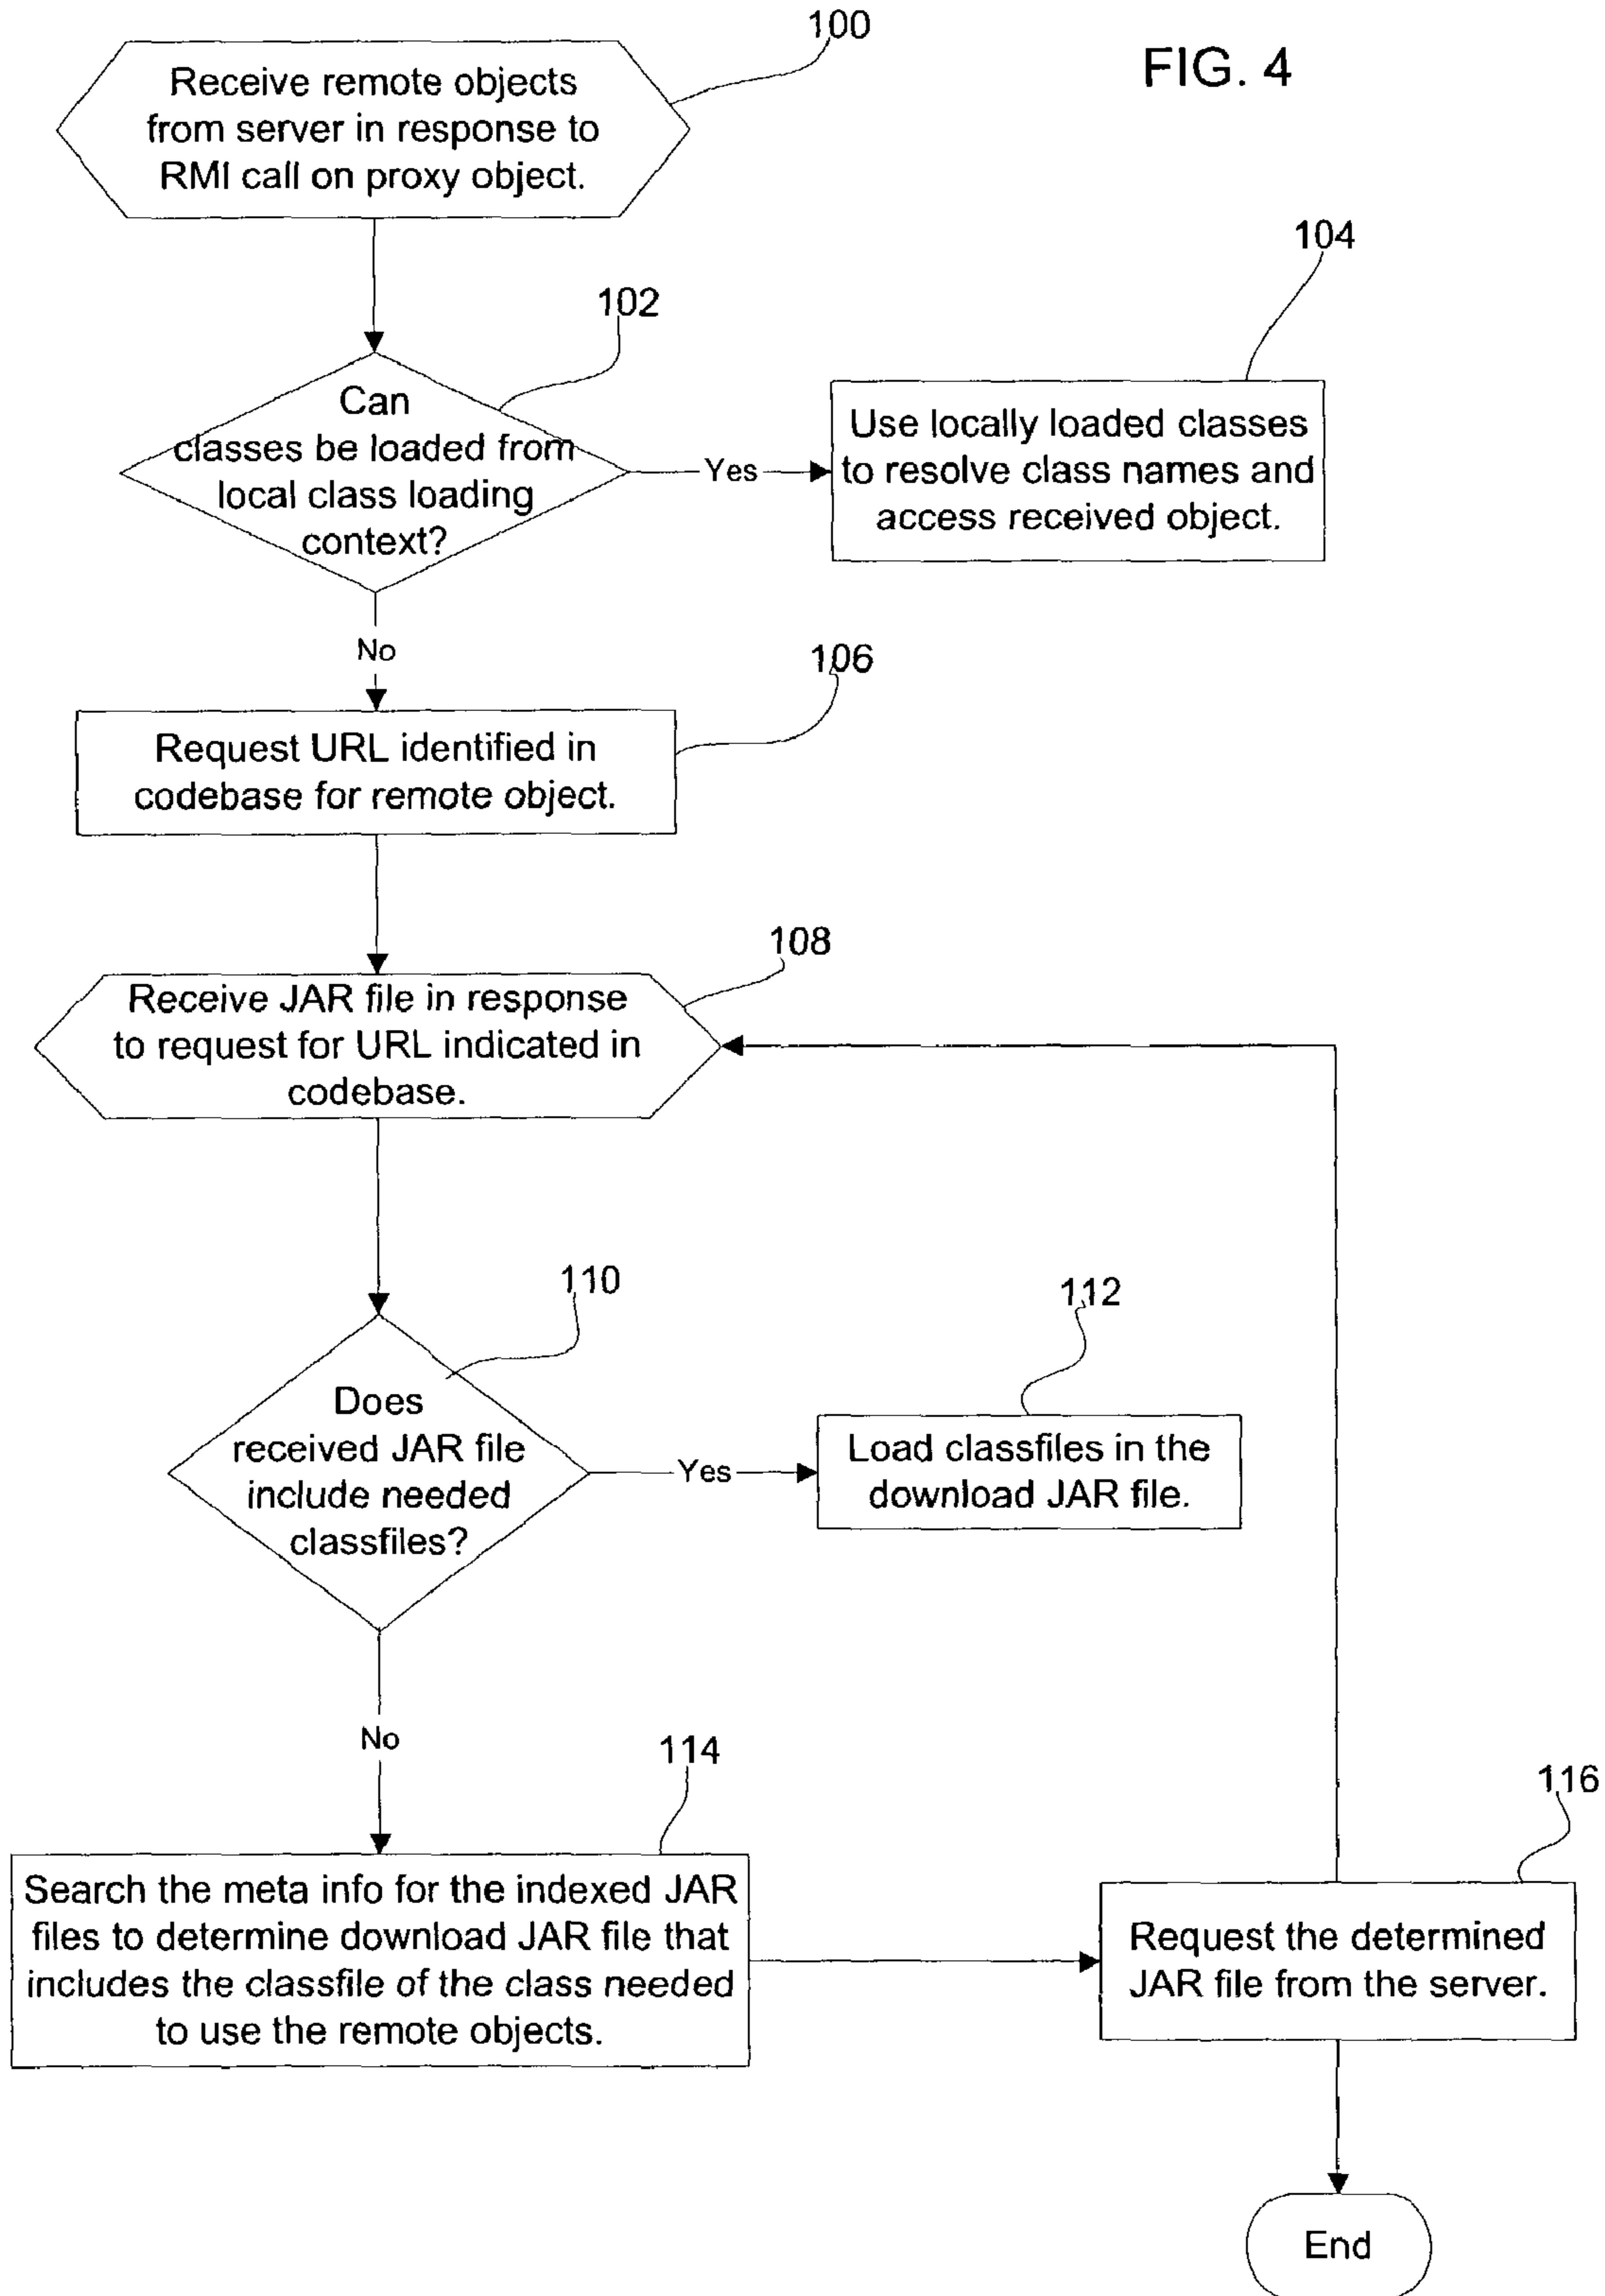 100
FIG. 4
Receive remote objects
from server in response to
RMI call on proxy object.
104
102
Can
classes be loaded from
local class loading
context?
Yes
Use locally loaded classes
to resolve class names and
access received object.
No
106
Request URL identified in
codebase for remote object.
108
Receive JAR file in response
to request for URL indicated in
codebase.
110
112
Does
received JAR file
include needed
classfiles?
Yes
Load classfiles in the
download JAR file.
No
114
116
Search the meta info for the indexed JAR
files to determine download JAR file that
includes the classfile of the class needed
to use the remote objects.
Request the determined
JAR file from the server.
End